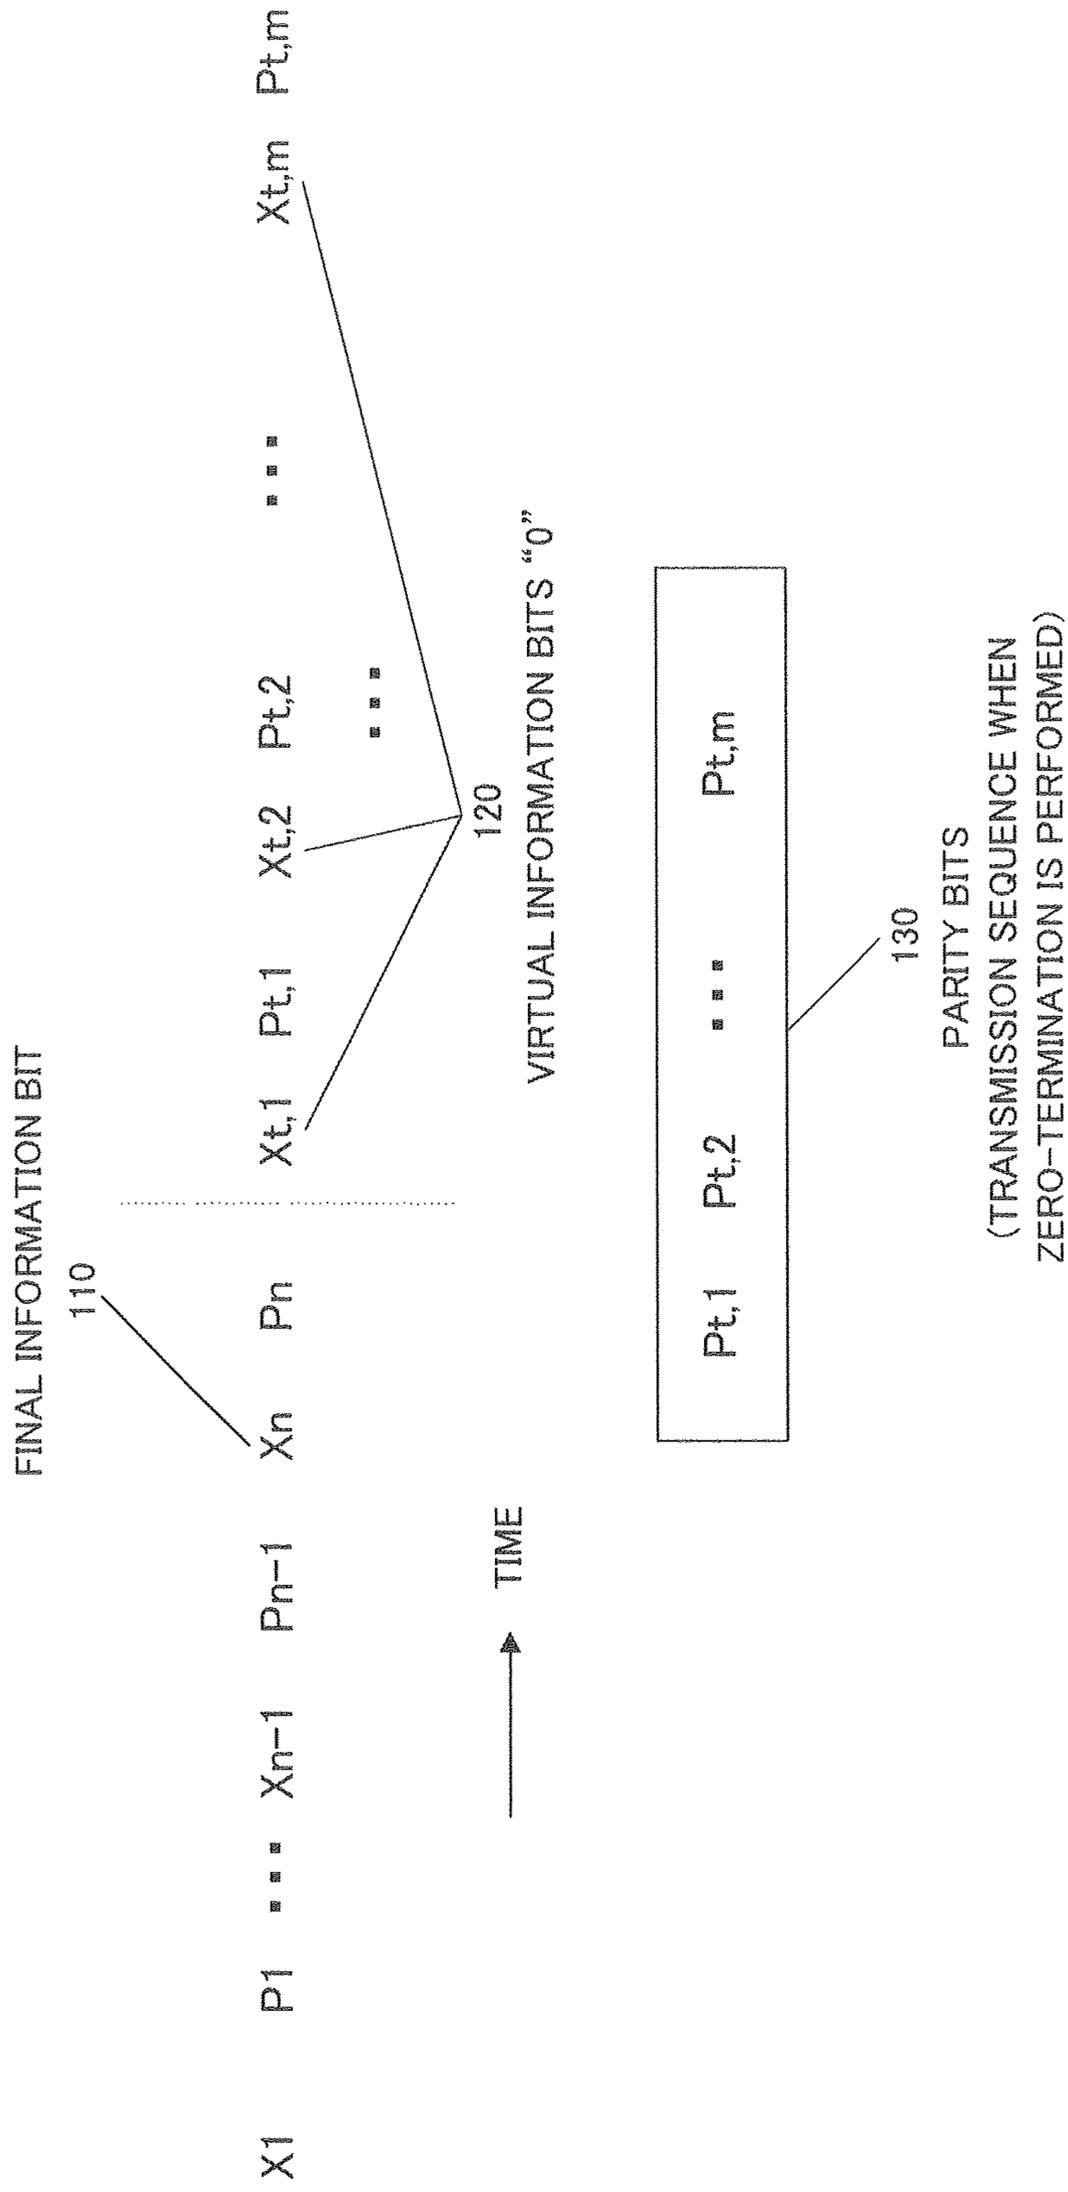 FINAL INFORMATION BIT
110
X1 P1 ... Xn-1 Pn-1 Xn Pn Xt,1 Pt,1 Xt,2 Pt,2 ... Xt,m Pt,m
...
120
TIME
VIRTUAL INFORMATION BITS “0”
Pt,1 Pt,2 ... Pt,m
130
PARITY BITS
(TRANSMISSION SEQUENCE WHEN
ZERO-TERMINATION IS PERFORMED)